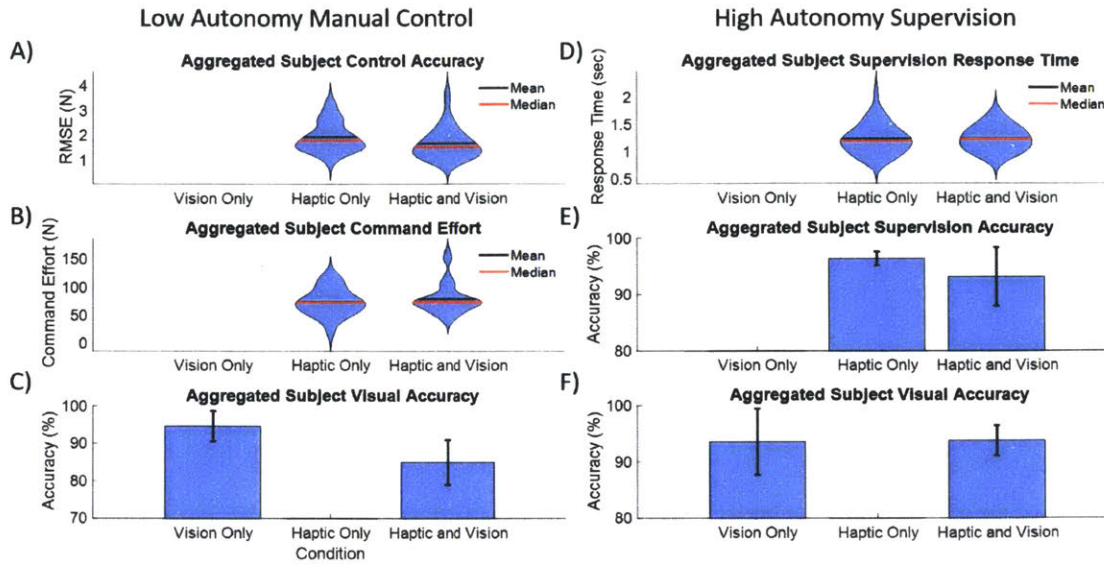 Low Autonomy Manual Control
High Autonomy Supervision
A)
Aggregated Subject Control Accuracy
RMSE (N)
4
3
2
1
Mean
Median
Vision Only
Haptic Only
Haptic and Vision
B)
Aggregated Subject Command Effort
Command Effort (N)
150
100
50
0
Mean
Median
Vision Only
Haptic Only
Haptic and Vision
C)
Aggregated Subject Visual Accuracy
Accuracy (%)
100
90
80
70
Vision Only
Haptic Only
Haptic and Vision
Condition
D)
Aggregated Subject Supervision Response Time
Response Time (sec)
2
1.5
1
0.5
Mean
Median
Vision Only
Haptic Only
Haptic and Vision
E)
Aggegrated Subject Supervision Accuracy
Accuracy (%)
100
90
80
Vision Only
Haptic Only
Haptic and Vision
F)
Aggregated Subject Visual Accuracy
Accuracy (%)
100
90
80
Vision Only
Haptic Only
Haptic and Vision